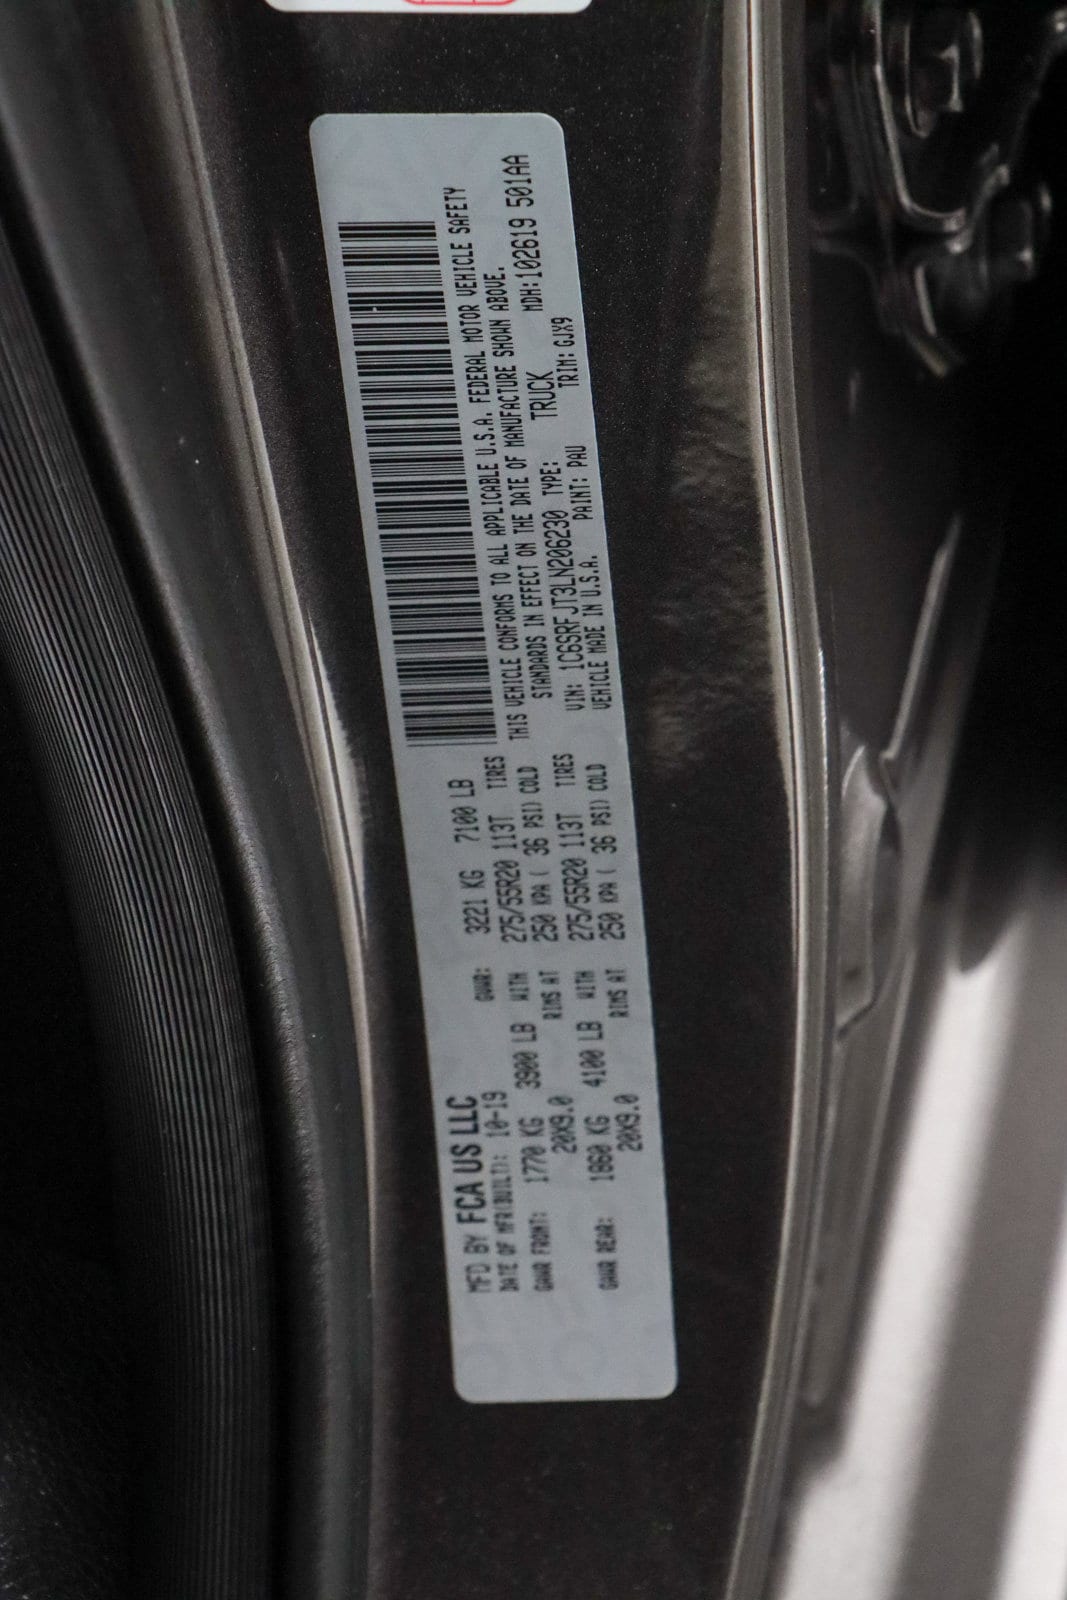 MFD BY FCA US LLC
DATE OF MFR(BUILT): 10-19 GVWR: 3221 KG 7100 LB
GAWR FRONT: 1770 KG 3900 LB WITH 275/55R20 113T TIRES
20X9.0 RIMS AT 250 KPA ( 36 PSI) COLD
GAWR REAR: 1860 KG 4100 LB WITH 275/55R20 113T TIRES
20X9.0 RIMS AT 250 KPA ( 36 PSI) COLD
THIS VEHICLE CONFORMS TO ALL APPLICABLE U.S.A. FEDERAL MOTOR VEHICLE SAFETY
STANDARDS IN EFFECT ON THE DATE OF MANUFACTURE SHOWN ABOVE.
VIN: 1C6SRFJT3LN206230 TYPE: TRUCK MDH:102619 501AA
VEHICLE MADE IN U.S.A. PAINT: PAU TRIM: GJX9